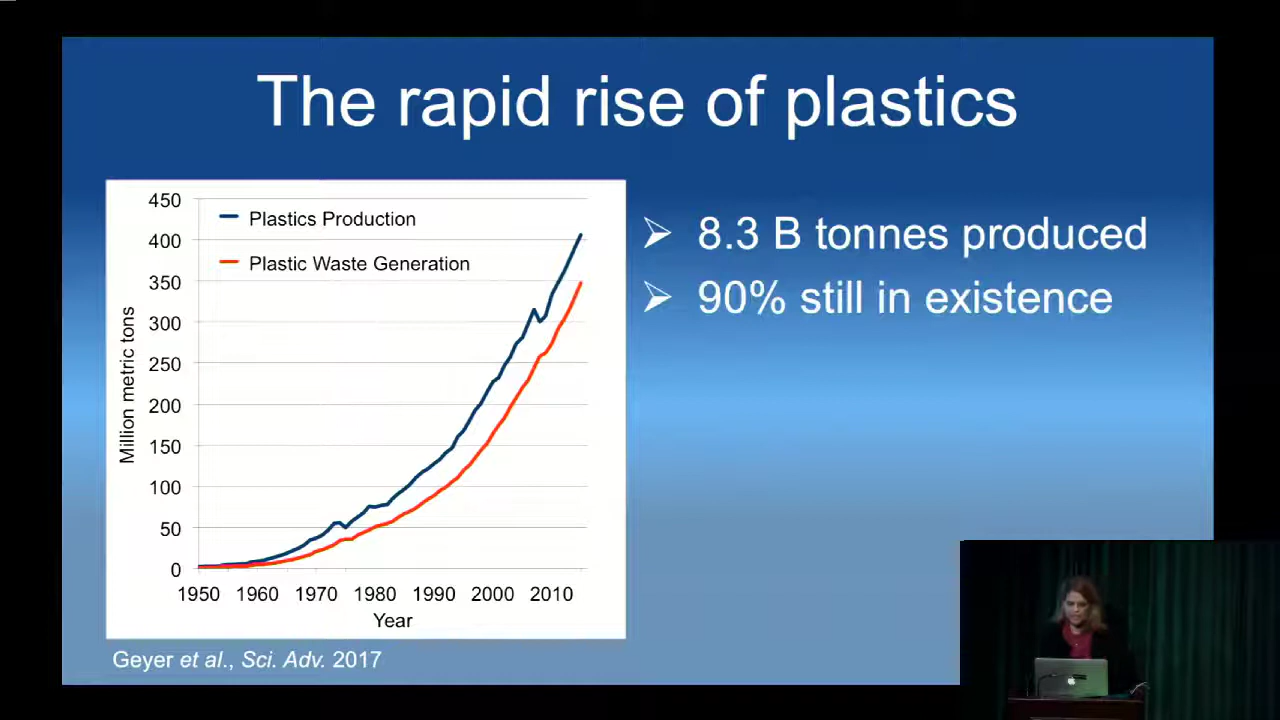 The rapid rise of plastics
450
400
350
300
250
200
150
100
50
0
Million metric tons
Plastics Production
Plastic Waste Generation
1950 1960 1970 1980 1990 2000 2010
Year
Geyer et al., Sci. Adv. 2017
8.3 B tonnes produced
90% still in existence